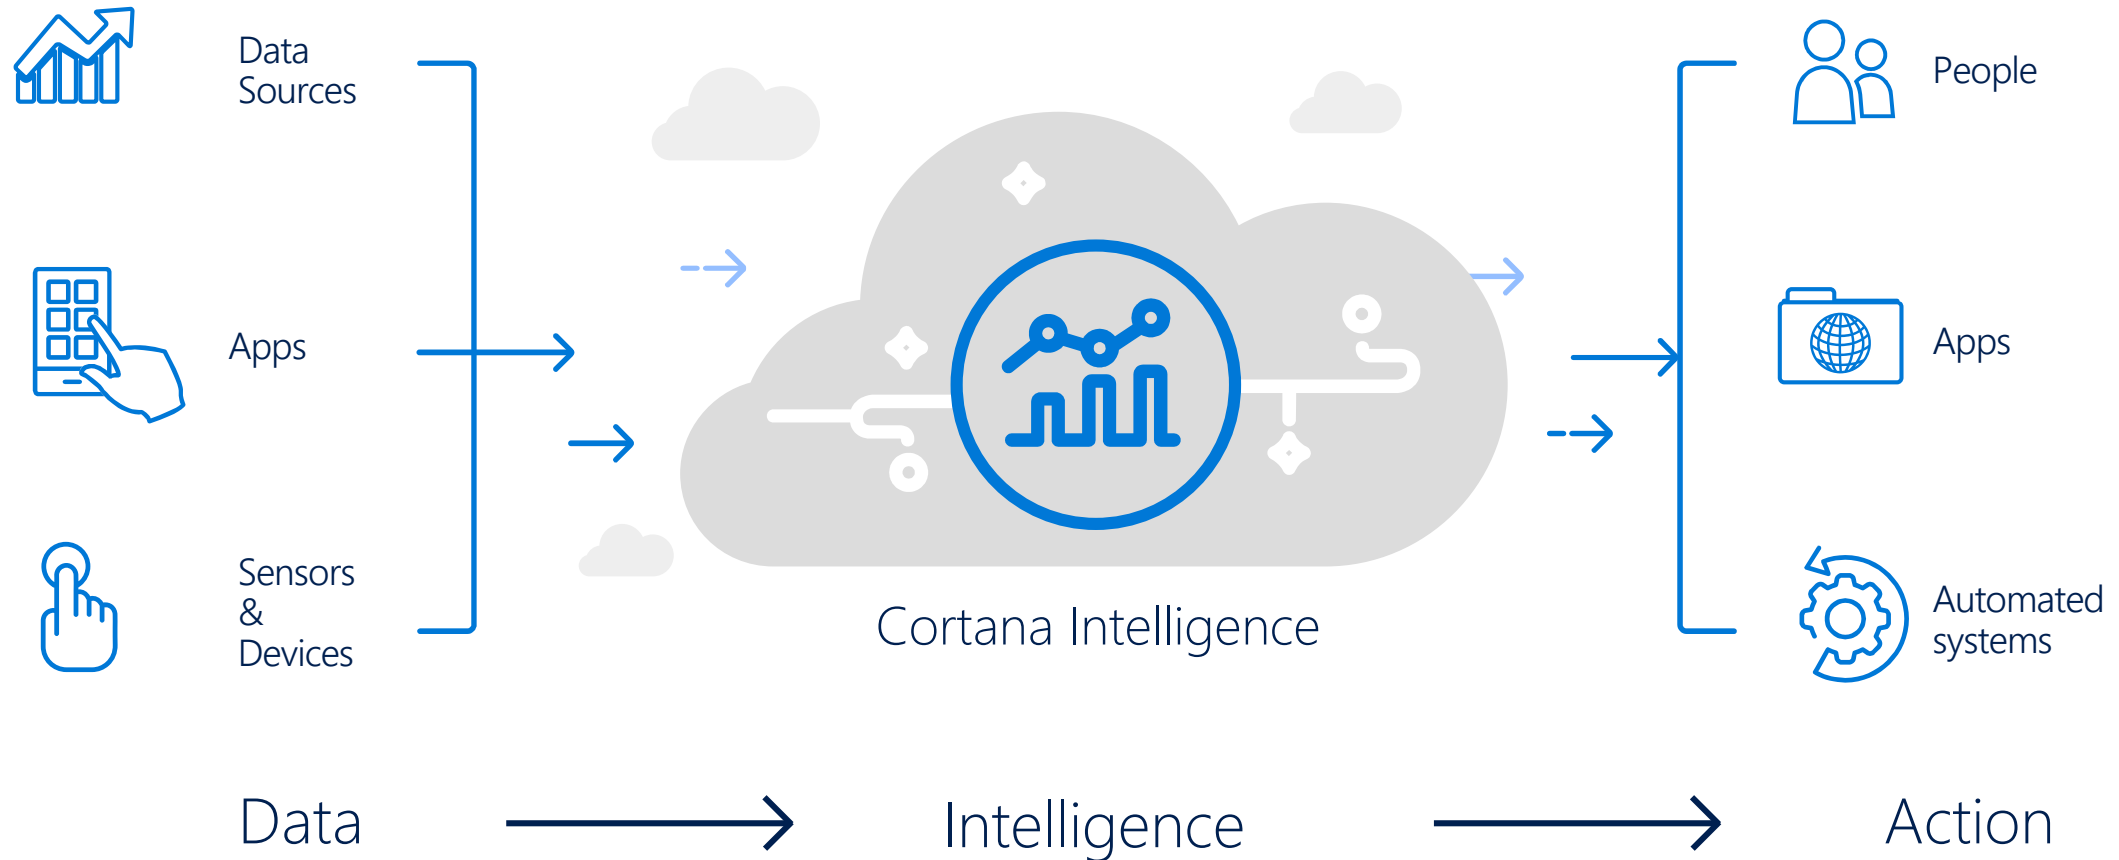 Data
Sources
Apps
Sensors
&
Devices
Cortana Intelligence
People
Apps
Automated
systems
Data
Intelligence
Action